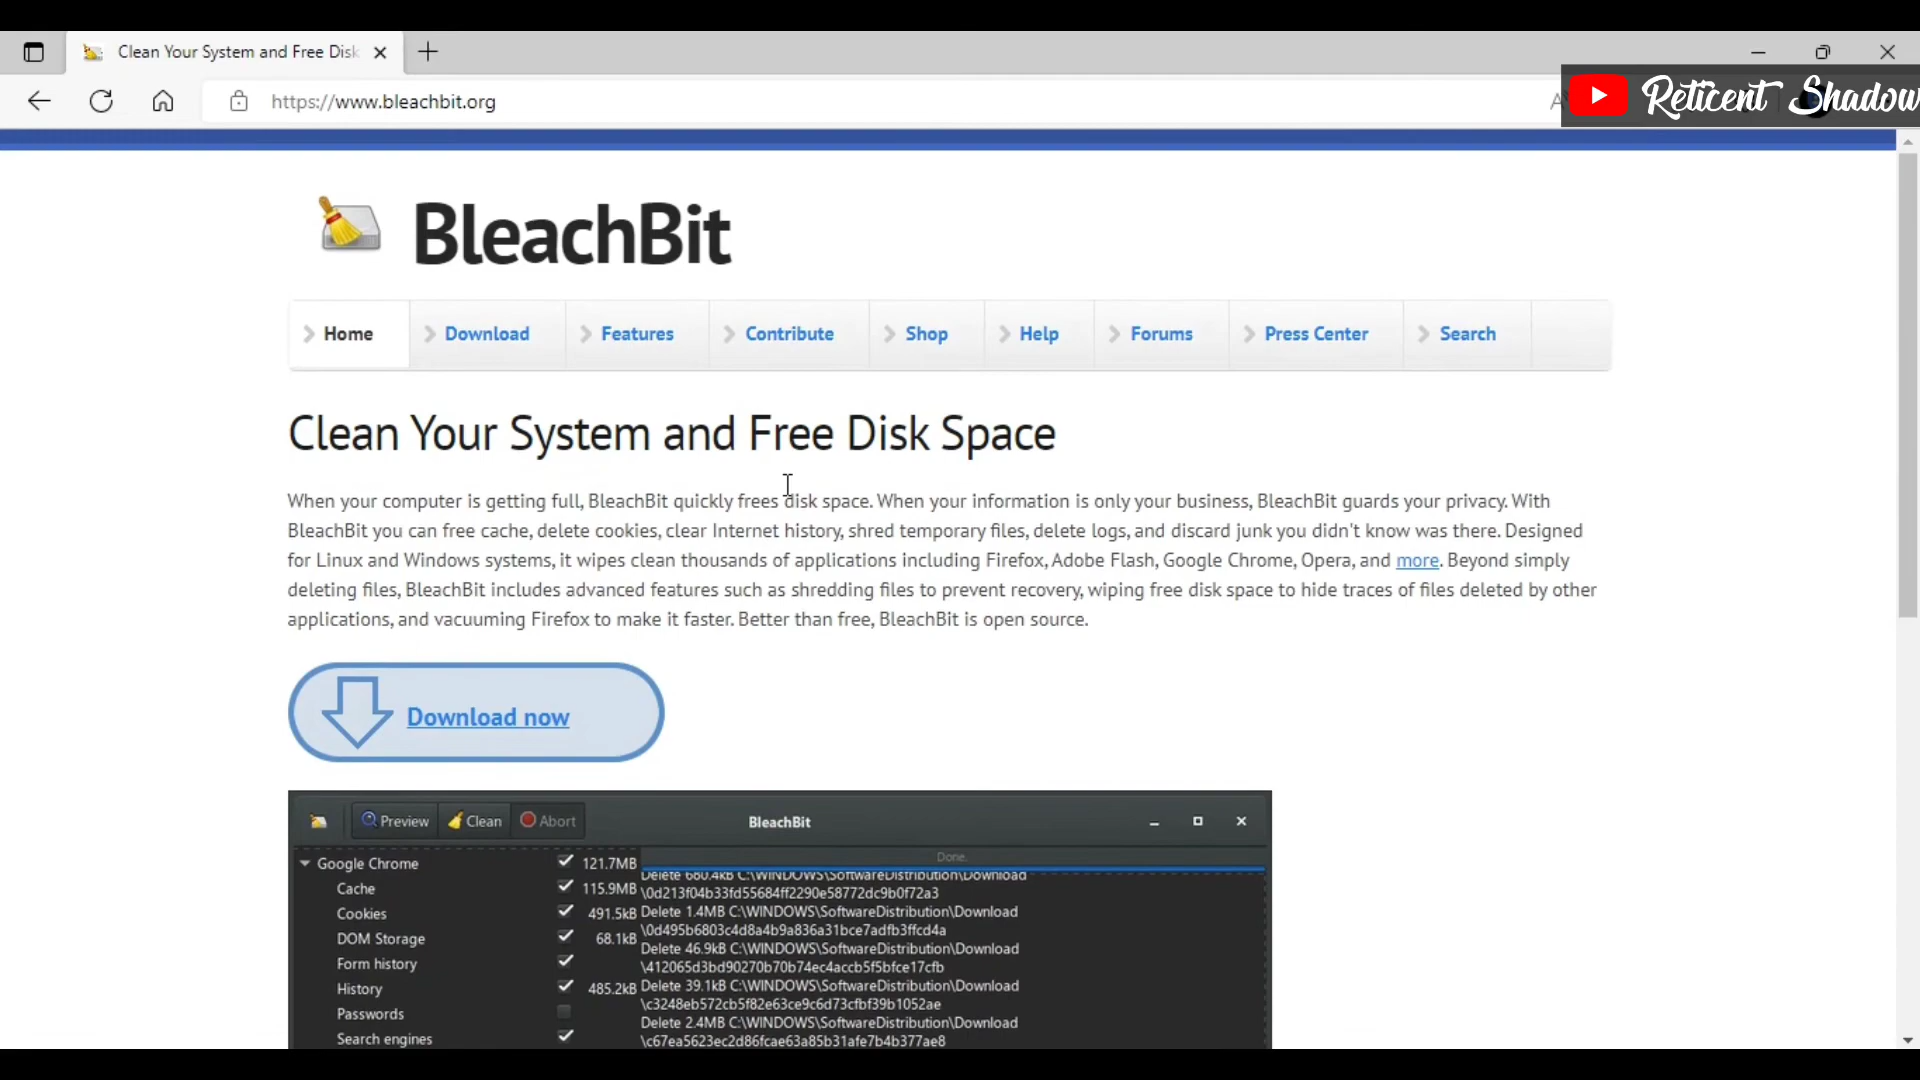 Clean Your System and Free Disk
https://www.bleachbit.org
Reticent Shadow
BleachBit
Home
Download
Features
Contribute
Shop
Help
Forums
Press Center
Search
Clean Your System and Free Disk Space
When your computer is getting full, BleachBit quickly frees disk space. When your information is only your business, BleachBit guards your privacy. With
BleachBit you can free cache, delete cookies, clear Internet history, shred temporary files, delete logs, and discard junk you didn't know was there. Designed
for Linux and Windows systems, it wipes clean thousands of applications including Firefox, Adobe Flash, Google Chrome, Opera, and more. Beyond simply
deleting files, BleachBit includes advanced features such as shredding files to prevent recovery, wiping free disk space to hide traces of files deleted by other
applications, and vacuuming Firefox to make it faster. Better than free, BleachBit is open source.
Download now
Preview
Clean
Abort
BleachBit
Done.
Google Chrome 121.7MB
Cache 115.9MB
Cookies 491.5kB
DOM Storage 68.1kB
Form history
History 485.2kB
Passwords
Search engines
Delete 680.4kB C:\WINDOWS\SoftwareDistribution\Download
\0d213f04b33fd55684ff2290e58772dc9b0f72a3
Delete 1.4MB C:\WINDOWS\SoftwareDistribution\Download
\0d495b6803c4d8a4b9a836a31bce7adfb3ffcd4a
Delete 46.9kB C:\WINDOWS\SoftwareDistribution\Download
\412065d3bd90270b70b74ec4accb5f5bfce17cfb
Delete 39.1kB C:\WINDOWS\SoftwareDistribution\Download
\c3248eb572cb5f82e63ce9c6d73cfbf39b1052ae
Delete 2.4MB C:\WINDOWS\SoftwareDistribution\Download
\c67ea5623ec2d86fcae63a85b31afe7b4b377ae8